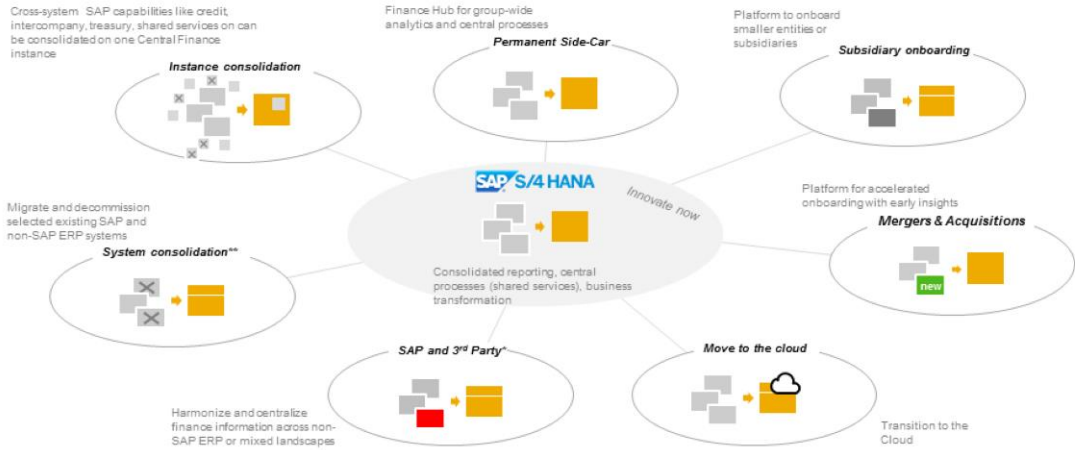 Cross-system SAP capabilities like credit,
intercompany, treasury, shared services on can
be consolidated on one Central Finance
instance
Instance consolidation
Finance Hub for group-wide
analytics and central processes
Permanent Side-Car
Platform to onboard
smaller entities or
subsidiaries
Subsidiary onboarding
SAP S/4 HANA
Innovate now
Consolidated reporting, central
processes (shared services), business
transformation
Migrate and decommission
selected existing SAP and
non-SAP ERP systems
System consolidation**
Platform for accelerated
onboarding with early insights
Mergers & Acquisitions
new
SAP and 3rd Party*
Harmonize and centralize
finance information across non-
SAP ERP or mixed landscapes
Move to the cloud
Transition to the
Cloud